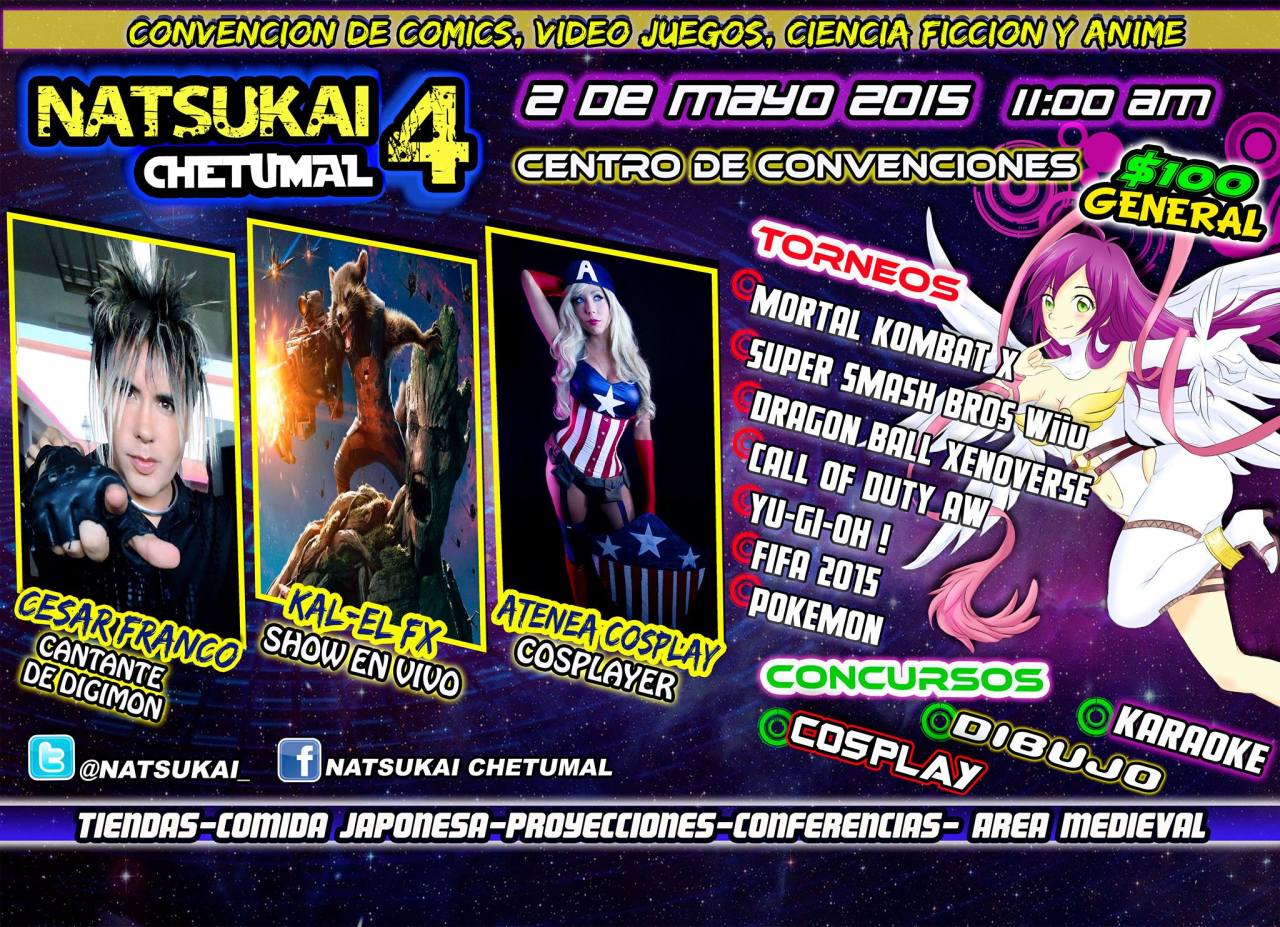 CONVENCION DE COMICS, VIDEO JUEGOS, CIENCIA FICCION Y ANIME
NATSUKAI 4
CHETUMAL
2 DE MAYO 2015 11:00 AM
CENTRO DE CONVENCIONES
$100
GENERAL
CESAR FRANCO
CANTANTE
DE DIGIMON
KAL-EL FX
SHOW EN VIVO
A
ATENEA COSPLAY
COSPLAYER
TORNEOS
MORTAL KOMBAT X
SUPER SMASH BROS Wiiu
DRAGON BALL XENOVERSE
CALL OF DUTY AW
YU-GI-OH !
FIFA 2015
POKEMON
CONCURSOS
COSPLAY
DIBUJO
KARAOKE
@NATSUKAI_
NATSUKAI CHETUMAL
TIENDAS-COMIDA JAPONESA-PROYECCIONES-CONFERENCIAS- AREA MEDIEVAL